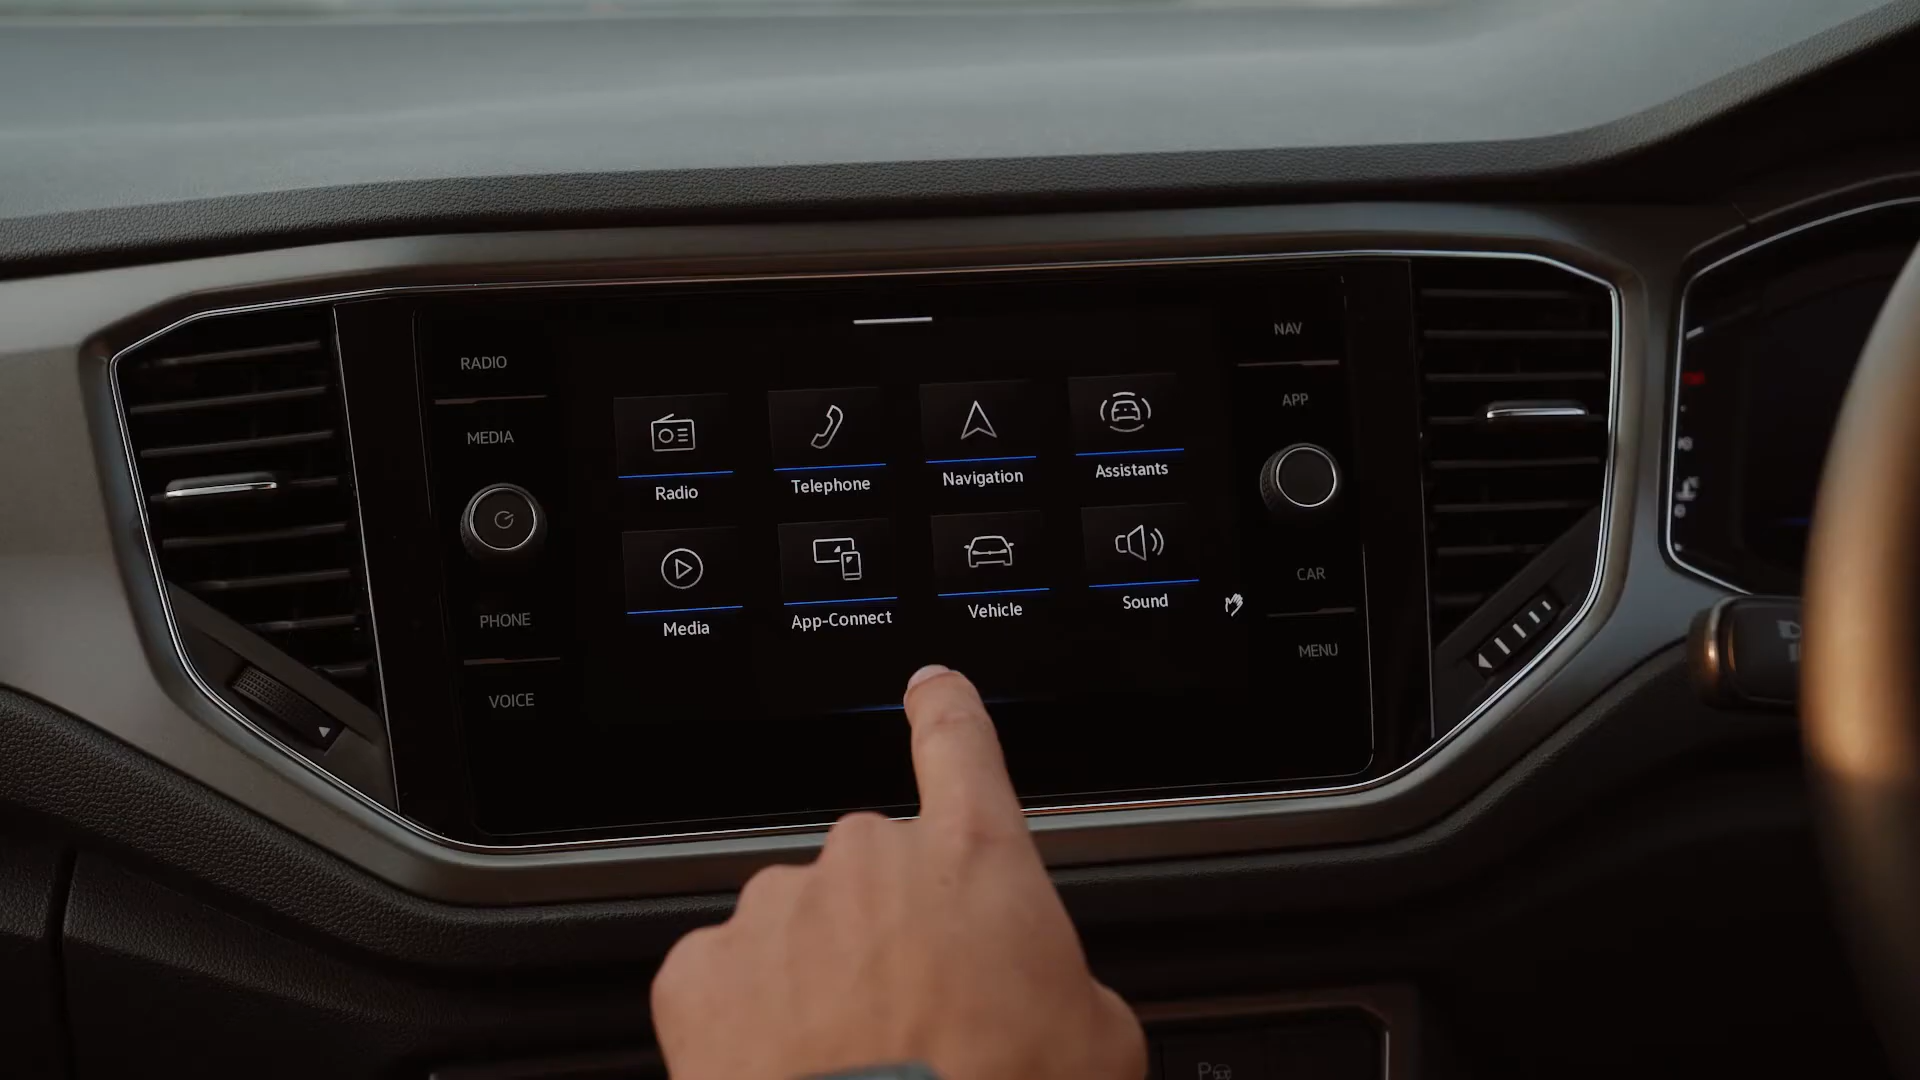 RADIO
MEDIA
PHONE
VOICE
Radio
Telephone
Navigation
Assistants
Media
App-Connect
Vehicle
Sound
NAV
APP
CAR
MENU
P